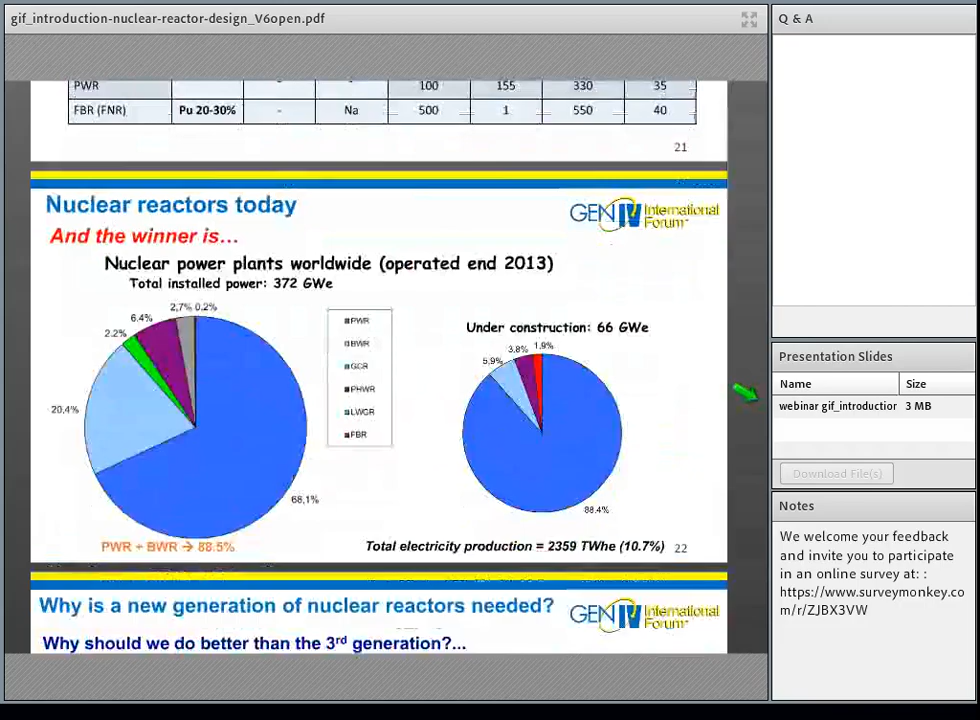 gif_introduction-nuclear-reactor-design_V6open.pdf
PWR 100 155 330 35
FBR (FNR) Pu 20-30% - Na 500 1 550 40
21
Nuclear reactors today
GENIV International Forum
And the winner is...
Nuclear power plants worldwide (operated end 2013)
Total installed power: 372 GWe
2,7% 0,2%
6.4%
2.2%
20,4%
68,1%
PWR
BWR
GCR
PHWR
LWGR
FBR
PWR + BWR → 88.5%
Under construction: 66 GWe
1,9%
3,8%
5,9%
88.4%
Total electricity production = 2359 TWhe (10.7%)
22
Why is a new generation of nuclear reactors needed?
GENIV International Forum
Why should we do better than the 3rd generation?...
Q & A
Presentation Slides
Name Size
webinar gif_introductior 3 MB
Download File(s)
Notes
We welcome your feedback
and invite you to participate
in an online survey at: :
https://www.surveymonkey.co
m/r/ZJBX3VW